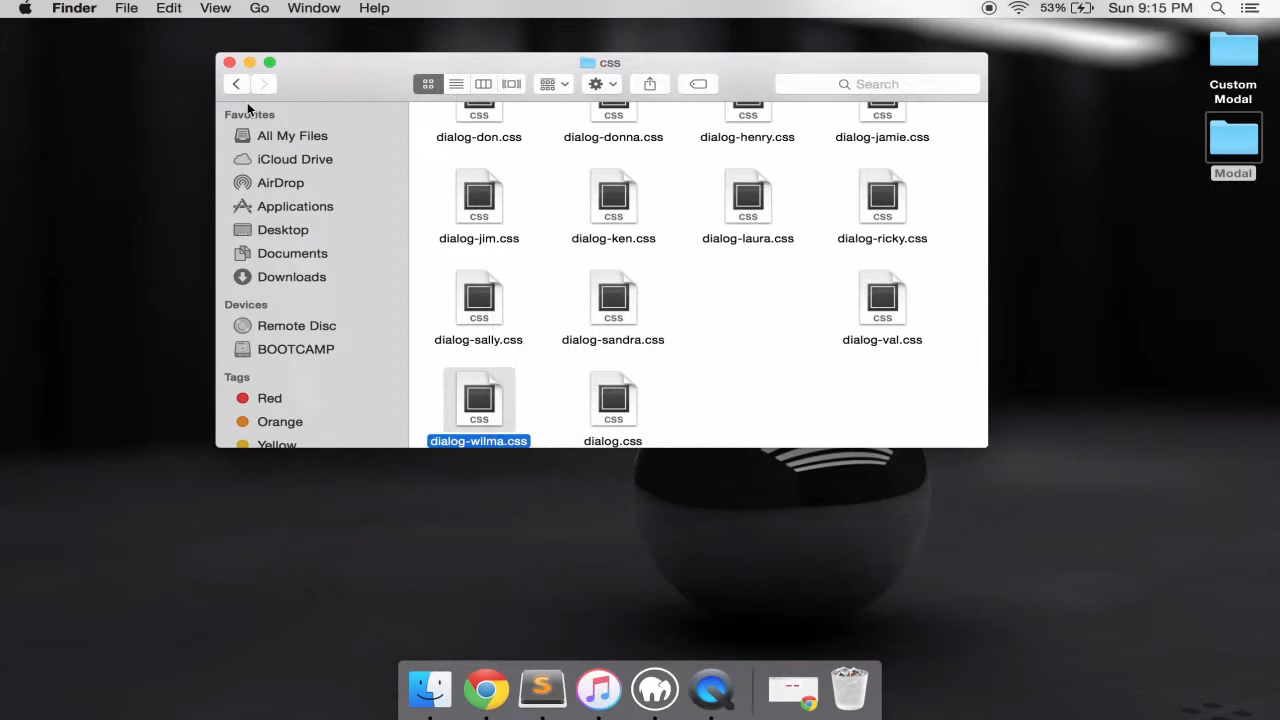 Finder File Edit View Go Window Help 53% Sun 9:15 PM
css
Search
Favorites
All My Files
iCloud Drive
AirDrop
Applications
Desktop
Documents
Downloads
Devices
Remote Disc
BOOTCAMP
Tags
Red
Orange
Yellow
CSS CSS CSS CSS
dialog-don.css dialog-donna.css dialog-henry.css dialog-jamie.css
CSS CSS CSS CSS
dialog-jim.css dialog-ken.css dialog-laura.css dialog-ricky.css
CSS CSS CSS
dialog-sally.css dialog-sandra.css dialog-val.css
CSS CSS
dialog-wilma.css dialog.css
Custom
Modal
Modal